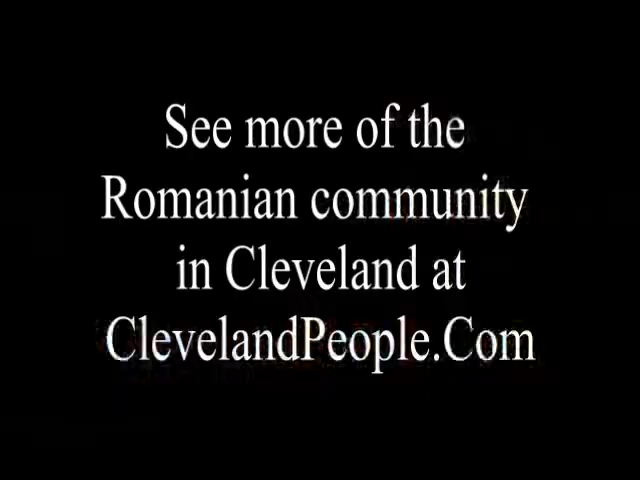 See more of the
Romanian community
in Cleveland at
ClevelandPeople.Com